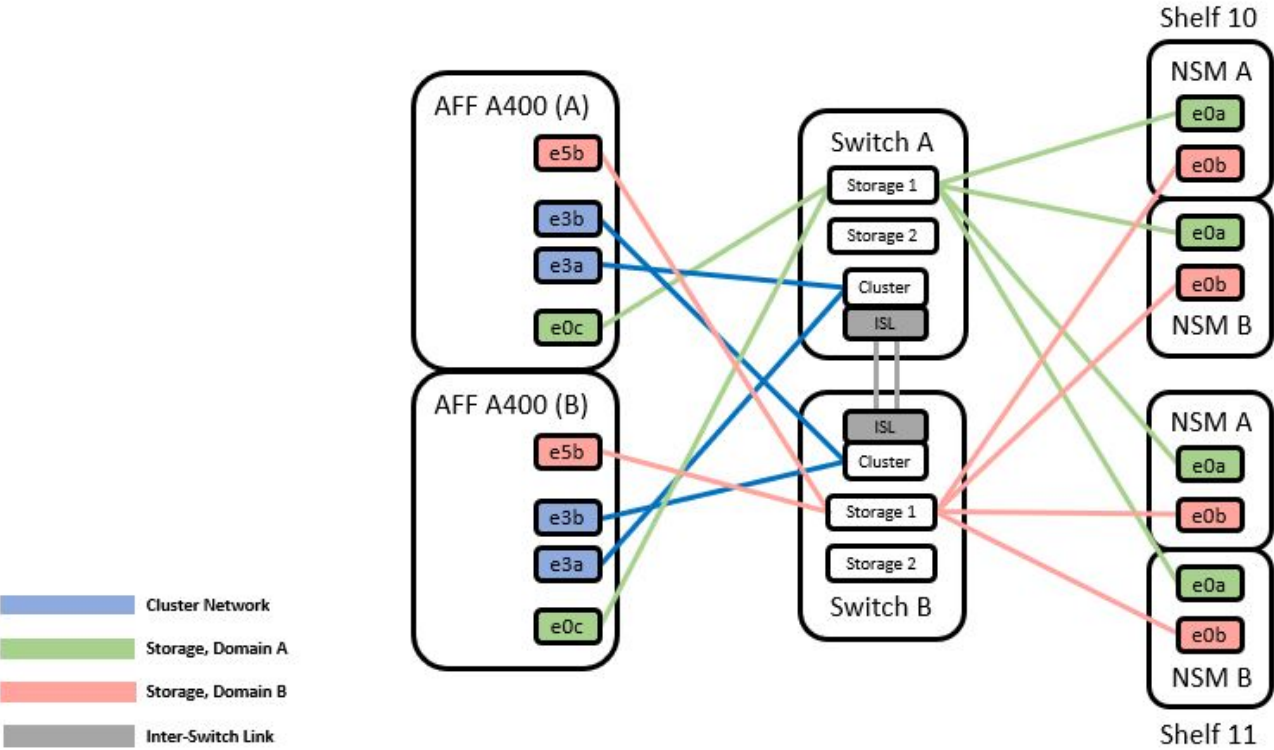 AFF A400 (A)
e5b
e3b
e3a
e0c
AFF A400 (B)
e5b
e3b
e3a
e0c
Switch A
Storage 1
Storage 2
Cluster
ISL
ISL
Cluster
Storage 1
Storage 2
Switch B
Shelf 10
NSM A
e0a
e0b
e0a
e0b
NSM B
NSM A
e0a
e0b
e0a
e0b
NSM B
Shelf 11
Cluster Network
Storage, Domain A
Storage, Domain B
Inter-Switch Link